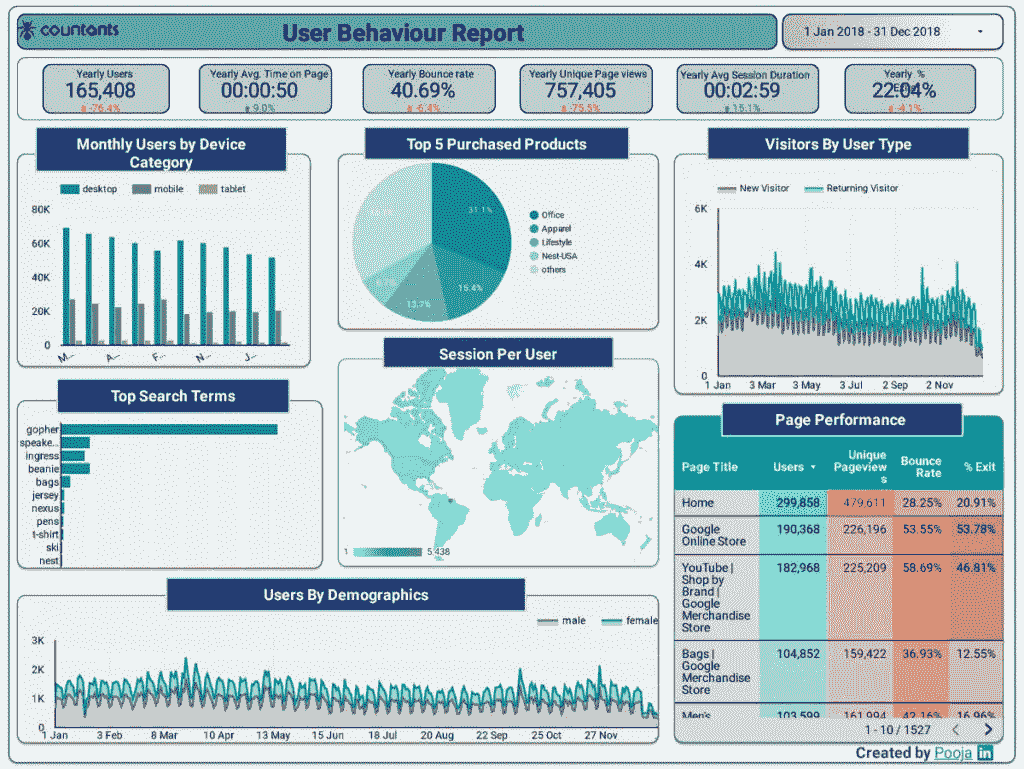 countants
User Behaviour Report
1 Jan 2018 - 31 Dec 2018
Yearly Users
165,408
-76.4%
Yearly Avg. Time on Page
00:00:50
9.0%
Yearly Bounce rate
40.69%
-6.4%
Yearly Unique Page views
757,405
-75.5%
Yearly Avg Session Duration
00:02:59
15.1%
Yearly %
22.04%
-4.1%
Monthly Users by Device
Category
desktop mobile tablet
80K
60K
40K
20K
0
M... A... F... N... J...
Top 5 Purchased Products
31.1%
15.4%
13.7%
Office
Apparel
Lifestyle
Nest-USA
others
Visitors By User Type
New Visitor Returning Visitor
6K
4K
2K
0
1 Jan 3 Mar 3 May 3 Jul 2 Sep 2 Nov
Top Search Terms
gopher
speake...
ingress
beanie
bags
jersey
nexus
pens
t-shirt
ski
nest
Session Per User
1 5,438
Page Performance
Page Title Users Unique Pageview s Bounce Rate % Exit
Home 299,858 479,611 28.25% 20.91%
Google 190,368 226,196 53.55% 53.78%
Online Store
YouTube | 182,968 225,209 58.69% 46.81%
Shop by
Brand |
Google
Merchandise
Store
Bags | 104,852 159,422 36.93% 12.55%
Google
Merchandise
Store
Men's 103,599 161,994 42.16% 16.96%
1 - 10 / 1527
Users By Demographics
male female
3K
2K
1K
0
1 Jan 3 Feb 8 Mar 10 Apr 13 May 15 Jun 18 Jul 20 Aug 22 Sep 25 Oct 27 Nov
Created by Pooja in